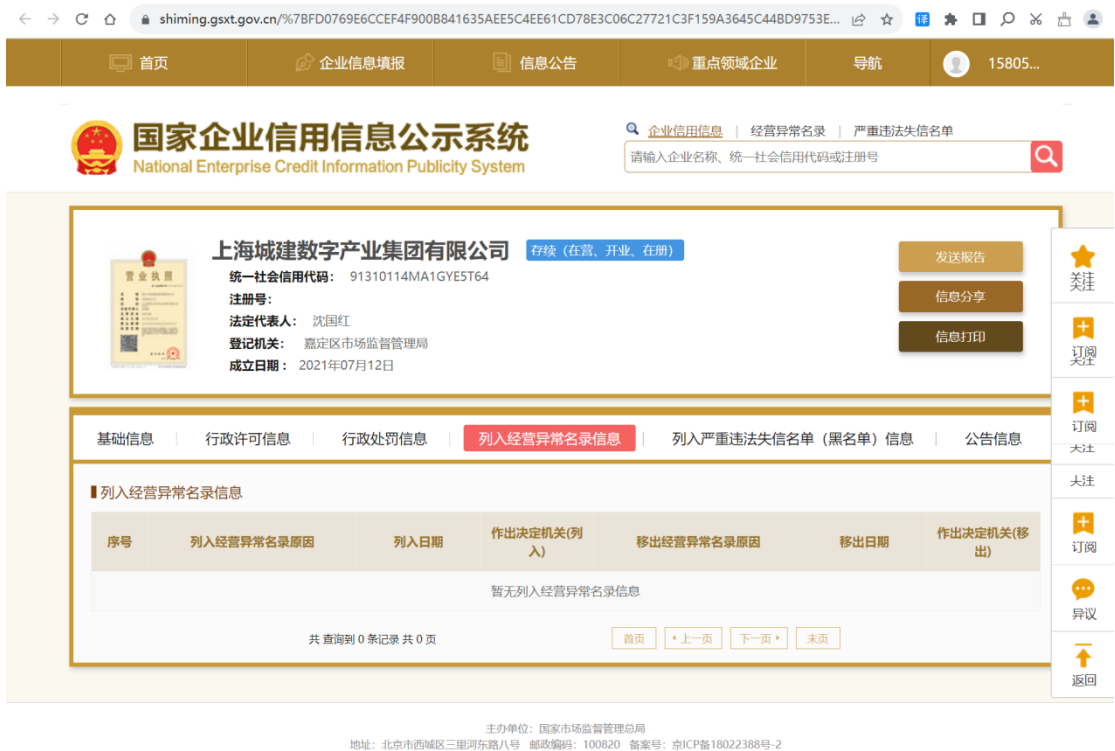 shiming.gsxt.gov.cn/%7BFD0769E6CCEF4F900B841635AEE5C4EE61CD78E3C06C27721C3F159A3645C44BD9753E...
译
首页 企业信息填报 信息公告 重点领域企业 导航 15805...
国家企业信用信息公示系统
National Enterprise Credit Information Publicity System
企业信用信息 | 经营异常名录 | 严重违法失信名单
请输入企业名称、统一社会信用代码或注册号
上海城建数字产业集团有限公司 存续（在营、开业、在册）
统一社会信用代码： 91310114MA1GYE5T64
注册号：
法定代表人： 沈国红
登记机关： 嘉定区市场监督管理局
成立日期： 2021年07月12日
营业执照
发送报告
信息分享
信息打印
关注
订阅
订阅
关注
订阅
异议
返回
基础信息 | 行政许可信息 | 行政处罚信息 | 列入经营异常名录信息 | 列入严重违法失信名单（黑名单）信息 | 公告信息
列入经营异常名录信息
序号 列入经营异常名录原因 列入日期 作出决定机关(列入) 移出经营异常名录原因 移出日期 作出决定机关(移出)
暂无列入经营异常名录信息
共 查询到 0 条记录 共 0 页 首页 上一页 下一页 末页
主办单位：国家市场监督管理总局
地址：北京市西城区三里河东路八号 邮政编码：100820 备案号：京ICP备18022388号-2